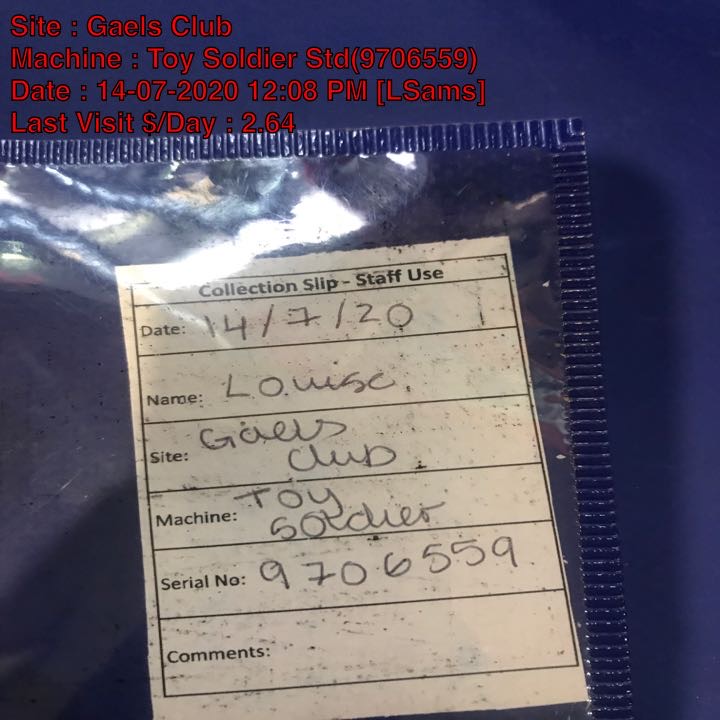 Site : Gaels Club
Machine : Toy Soldier Std(9706559)
Date : 14-07-2020 12:08 PM [LSams]
Last Visit $/Day : 2.64
Collection Slip - Staff Use
Date: 14/7/20
Name: Louise
Site: Gaels
Club
Machine: Toy
Soldier
Serial No: 9706559
Comments: